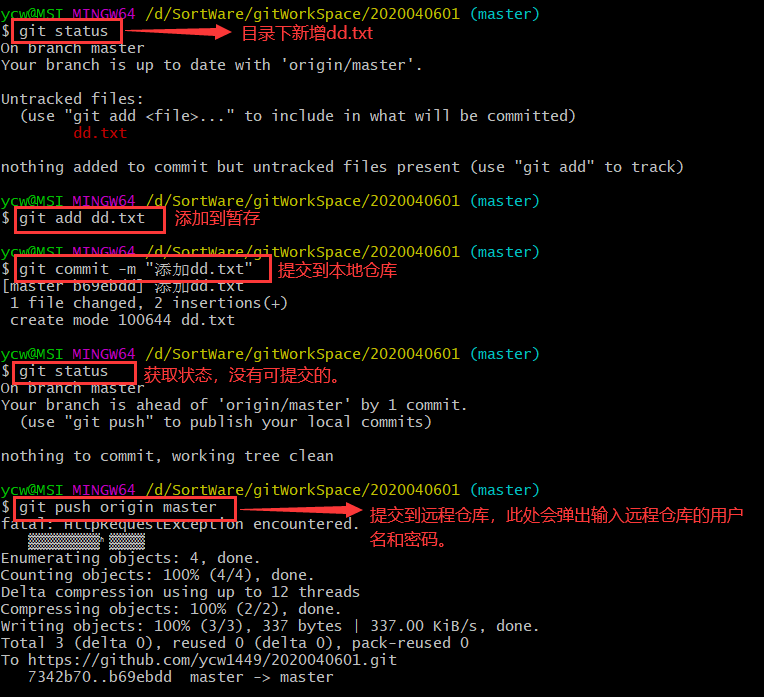 ycw@MSI MINGW64 /d/SortWare/gitWorkSpace/2020040601 (master)
$ git status 目录下新增dd.txt
On branch master
Your branch is up to date with 'origin/master'.
Untracked files:
(use "git add <file>..." to include in what will be committed)
dd.txt
nothing added to commit but untracked files present (use "git add" to track)
ycw@MSI MINGW64 /d/SortWare/gitWorkSpace/2020040601 (master)
$ git add dd.txt 添加到暂存
ycw@MSI MINGW64 /d/SortWare/gitWorkSpace/2020040601 (master)
$ git commit -m "添加dd.txt" 提交到本地仓库
[master b69ebdd] 添加dd.txt
1 file changed, 2 insertions(+)
create mode 100644 dd.txt
ycw@MSI MINGW64 /d/SortWare/gitWorkSpace/2020040601 (master)
$ git status 获取状态，没有可提交的。
On branch master
Your branch is ahead of 'origin/master' by 1 commit.
(use "git push" to publish your local commits)
nothing to commit, working tree clean
ycw@MSI MINGW64 /d/SortWare/gitWorkSpace/2020040601 (master)
$ git push origin master 提交到远程仓库，此处会弹出输入远程仓库的用户
名和密码。
fatal: HttpRequestException encountered.
Enumerating objects: 4, done.
Counting objects: 100% (4/4), done.
Delta compression using up to 12 threads
Compressing objects: 100% (2/2), done.
Writing objects: 100% (3/3), 337 bytes | 337.00 KiB/s, done.
Total 3 (delta 0), reused 0 (delta 0), pack-reused 0
To https://github.com/ycw1449/2020040601.git
7342b70..b69ebdd master -> master